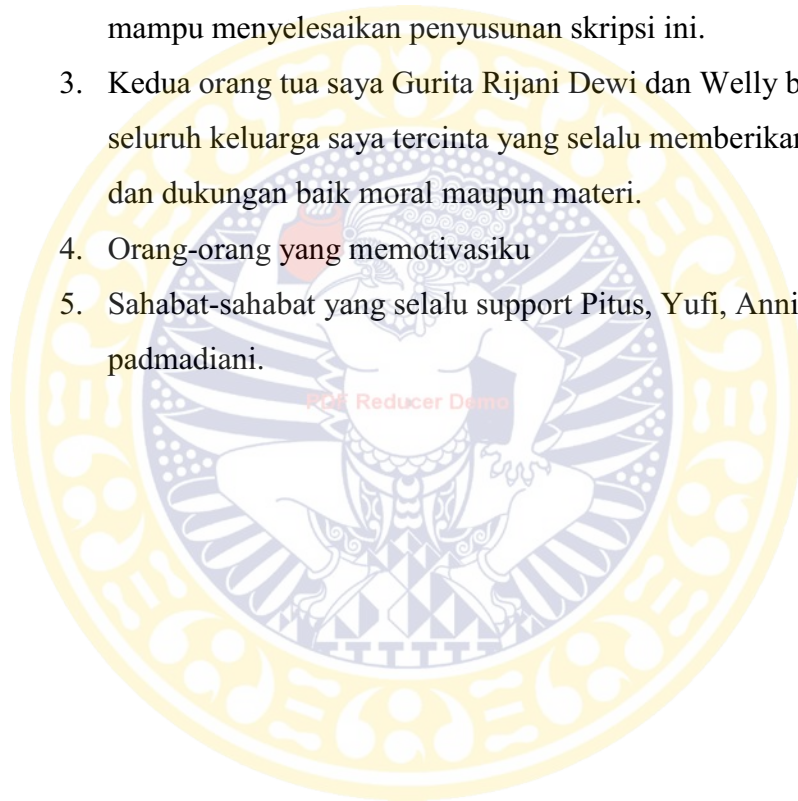 mampu menyelesaikan penyusunan skripsi ini.
3. Kedua orang tua saya Gurita Rijani Dewi dan Welly b
seluruh keluarga saya tercinta yang selalu memberikan
dan dukungan baik moral maupun materi.
4. Orang-orang yang memotivasiku
5. Sahabat-sahabat yang selalu support Pitus, Yufi, Anni
padmadiani.
PDF Reducer Demo